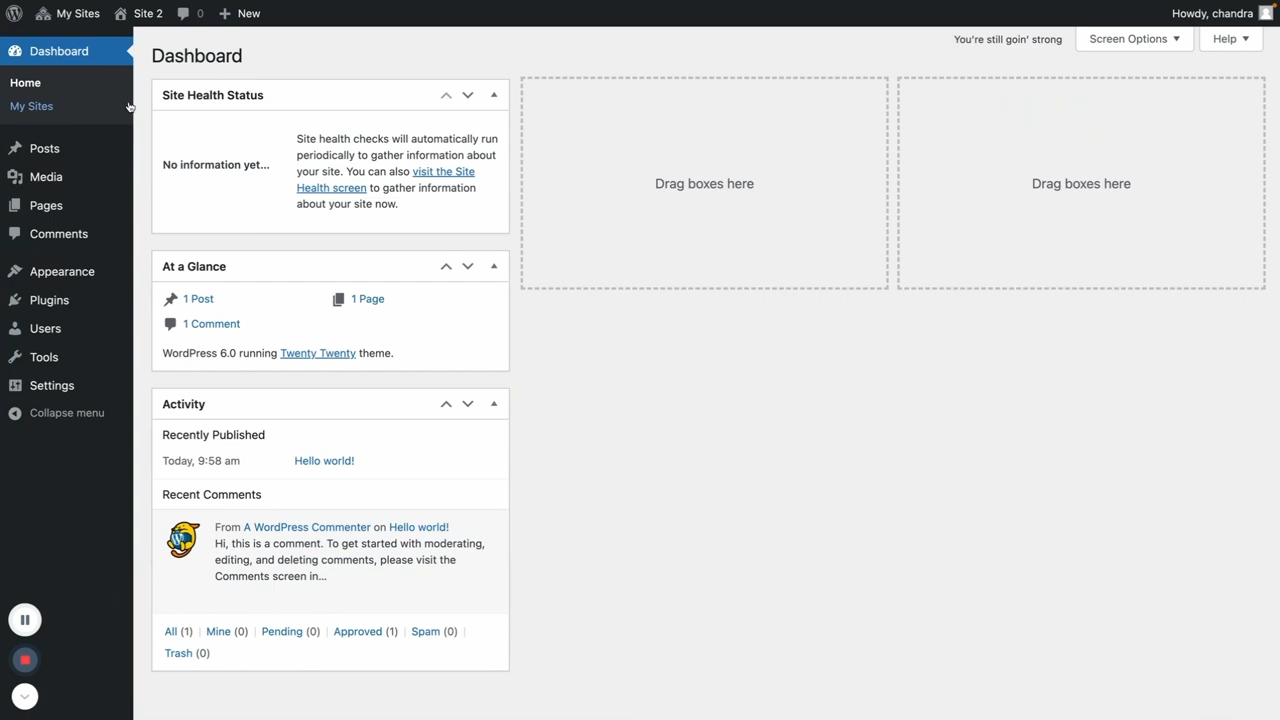 My Sites
Site 2
0
New
Howdy, chandra
Dashboard
Home
My Sites
Posts
Media
Pages
Comments
Appearance
Plugins
Users
Tools
Settings
Collapse menu
You're still goin' strong
Screen Options
Help
Dashboard
Site Health Status
No information yet...
Site health checks will automatically run
periodically to gather information about
your site. You can also visit the Site
Health screen to gather information
about your site now.
At a Glance
1 Post
1 Page
1 Comment
WordPress 6.0 running Twenty Twenty theme.
Activity
Recently Published
Today, 9:58 am
Hello world!
Recent Comments
From A WordPress Commenter on Hello world!
Hi, this is a comment. To get started with moderating,
editing, and deleting comments, please visit the
Comments screen in...
All (1) | Mine (0) | Pending (0) | Approved (1) | Spam (0) |
Trash (0)
Drag boxes here
Drag boxes here